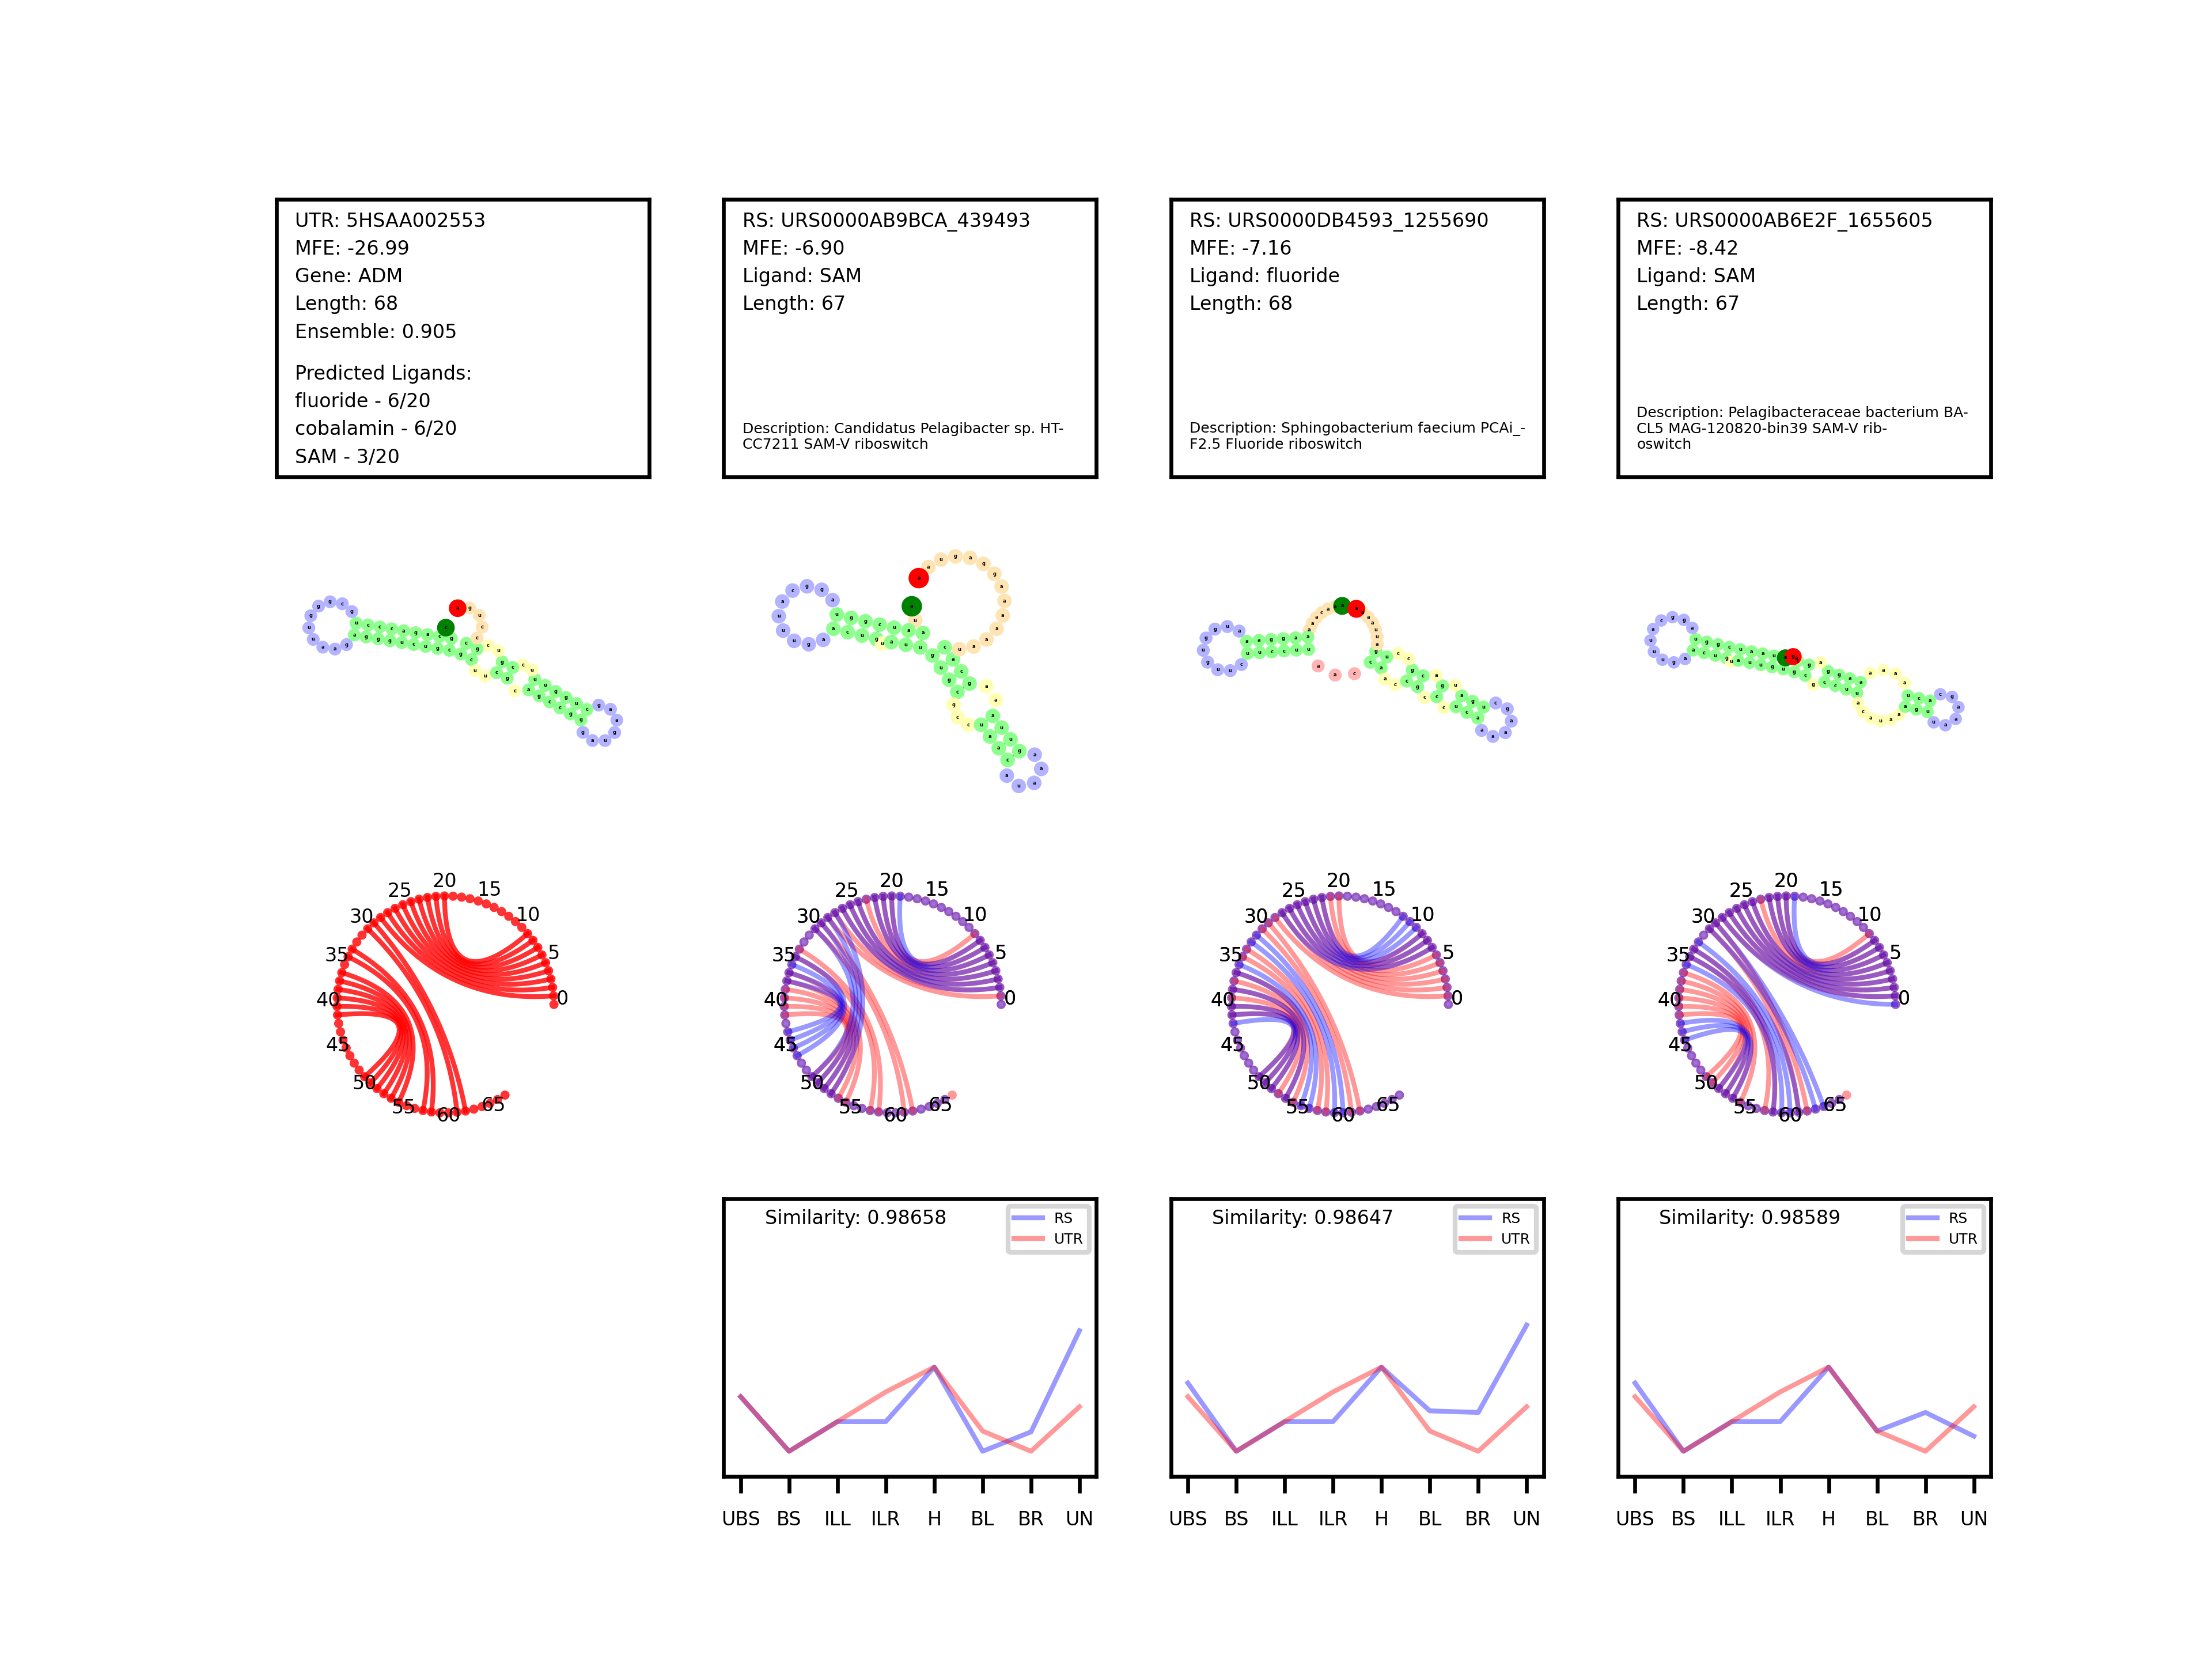 UTR: 5HSAA002553
MFE: -26.99
Gene: ADM
Length: 68
Ensemble: 0.905
Predicted Ligands:
fluoride - 6/20
cobalamin - 6/20
SAM - 3/20
RS: URS0000AB9BCA_439493
MFE: -6.90
Ligand: SAM
Length: 67
Description: Candidatus Pelagibacter sp. HT-
CC7211 SAM-V riboswitch
RS: URS0000DB4593_1255690
MFE: -7.16
Ligand: fluoride
Length: 68
Description: Sphingobacterium faecium PCAi_-
F2.5 Fluoride riboswitch
RS: URS0000AB6E2F_1655605
MFE: -8.42
Ligand: SAM
Length: 67
Description: Pelagibacteraceae bacterium BA-
CL5 MAG-120820-bin39 SAM-V rib-
oswitch
0
5
10
15
20
25
30
35
40
45
50
55
60
65
0
5
10
15
20
25
30
35
40
45
50
55
60
65
0
5
10
15
20
25
30
35
40
45
50
55
60
65
0
5
10
15
20
25
30
35
40
45
50
55
60
65
Similarity: 0.98658
RS
UTR
UBS BS ILL ILR H BL BR UN
Similarity: 0.98647
RS
UTR
UBS BS ILL ILR H BL BR UN
Similarity: 0.98589
RS
UTR
UBS BS ILL ILR H BL BR UN